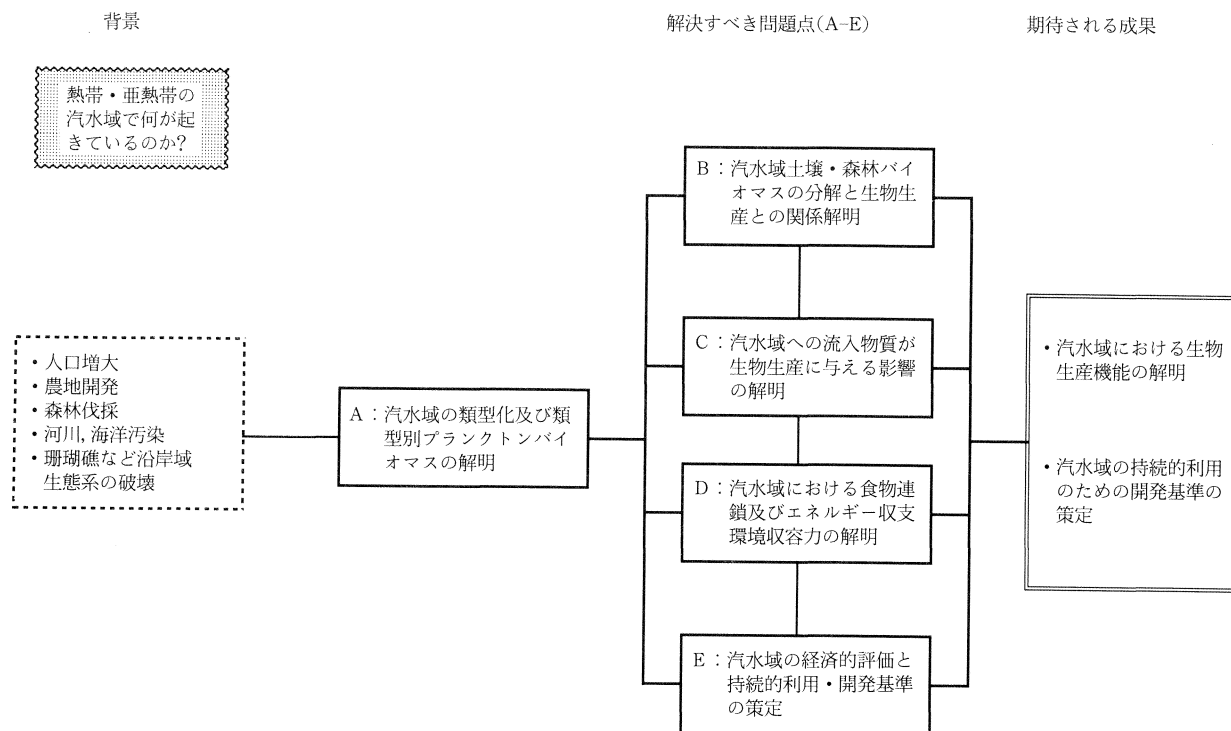 背景
解決すべき問題点(A-E)
期待される成果
熱帯・亜熱帯の
汽水域で何が起
きているのか?
・人口増大
・農地開発
・森林伐採
・河川,海洋汚染
・珊瑚礁など沿岸域
生態系の破壊
A：汽水域の類型化及び類
型別プランクトンバイ
オマスの解明
B：汽水域土壌・森林バイ
オマスの分解と生物生
産との関係解明
C：汽水域への流入物質が
生物生産に与える影響
の解明
D：汽水域における食物連
鎖及びエネルギー収支
環境収容力の解明
E：汽水域の経済的評価と
持続的利用・開発基準
の策定
・汽水域における生物
生産機能の解明
・汽水域の持続的利用
のための開発基準の
策定